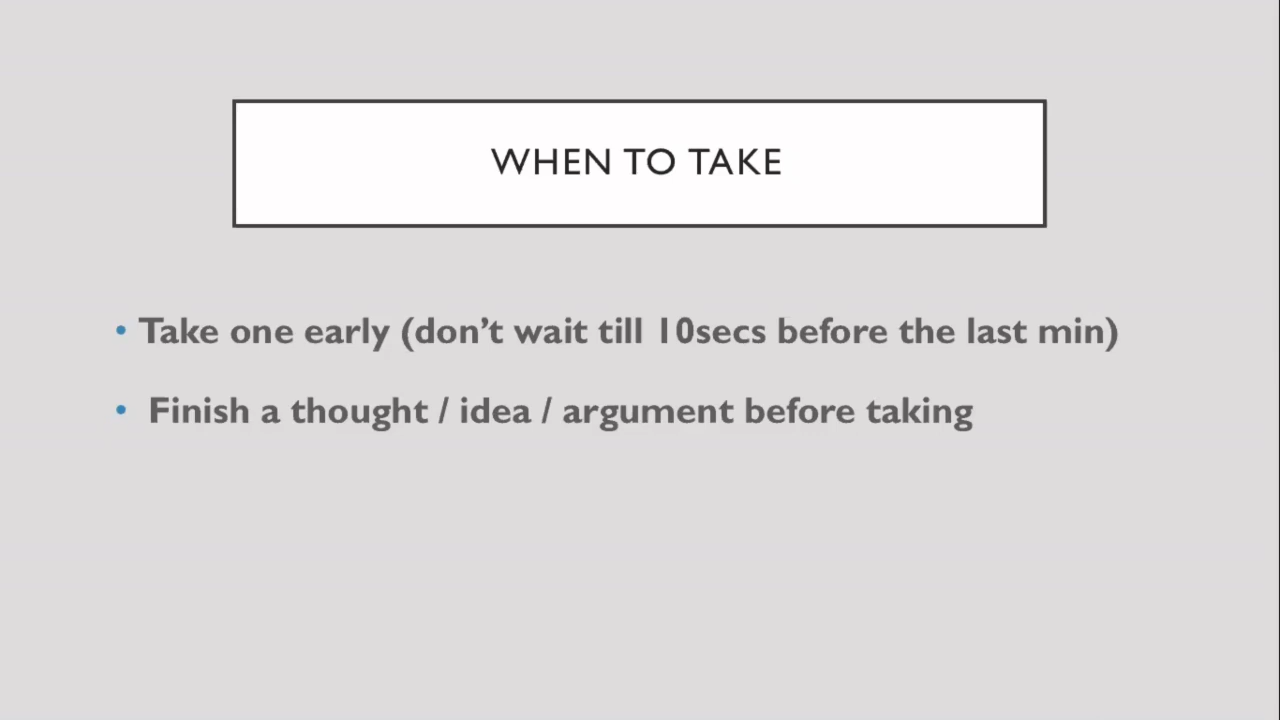 WHEN TO TAKE
• Take one early (don’t wait till 10secs before the last min)
• Finish a thought / idea / argument before taking